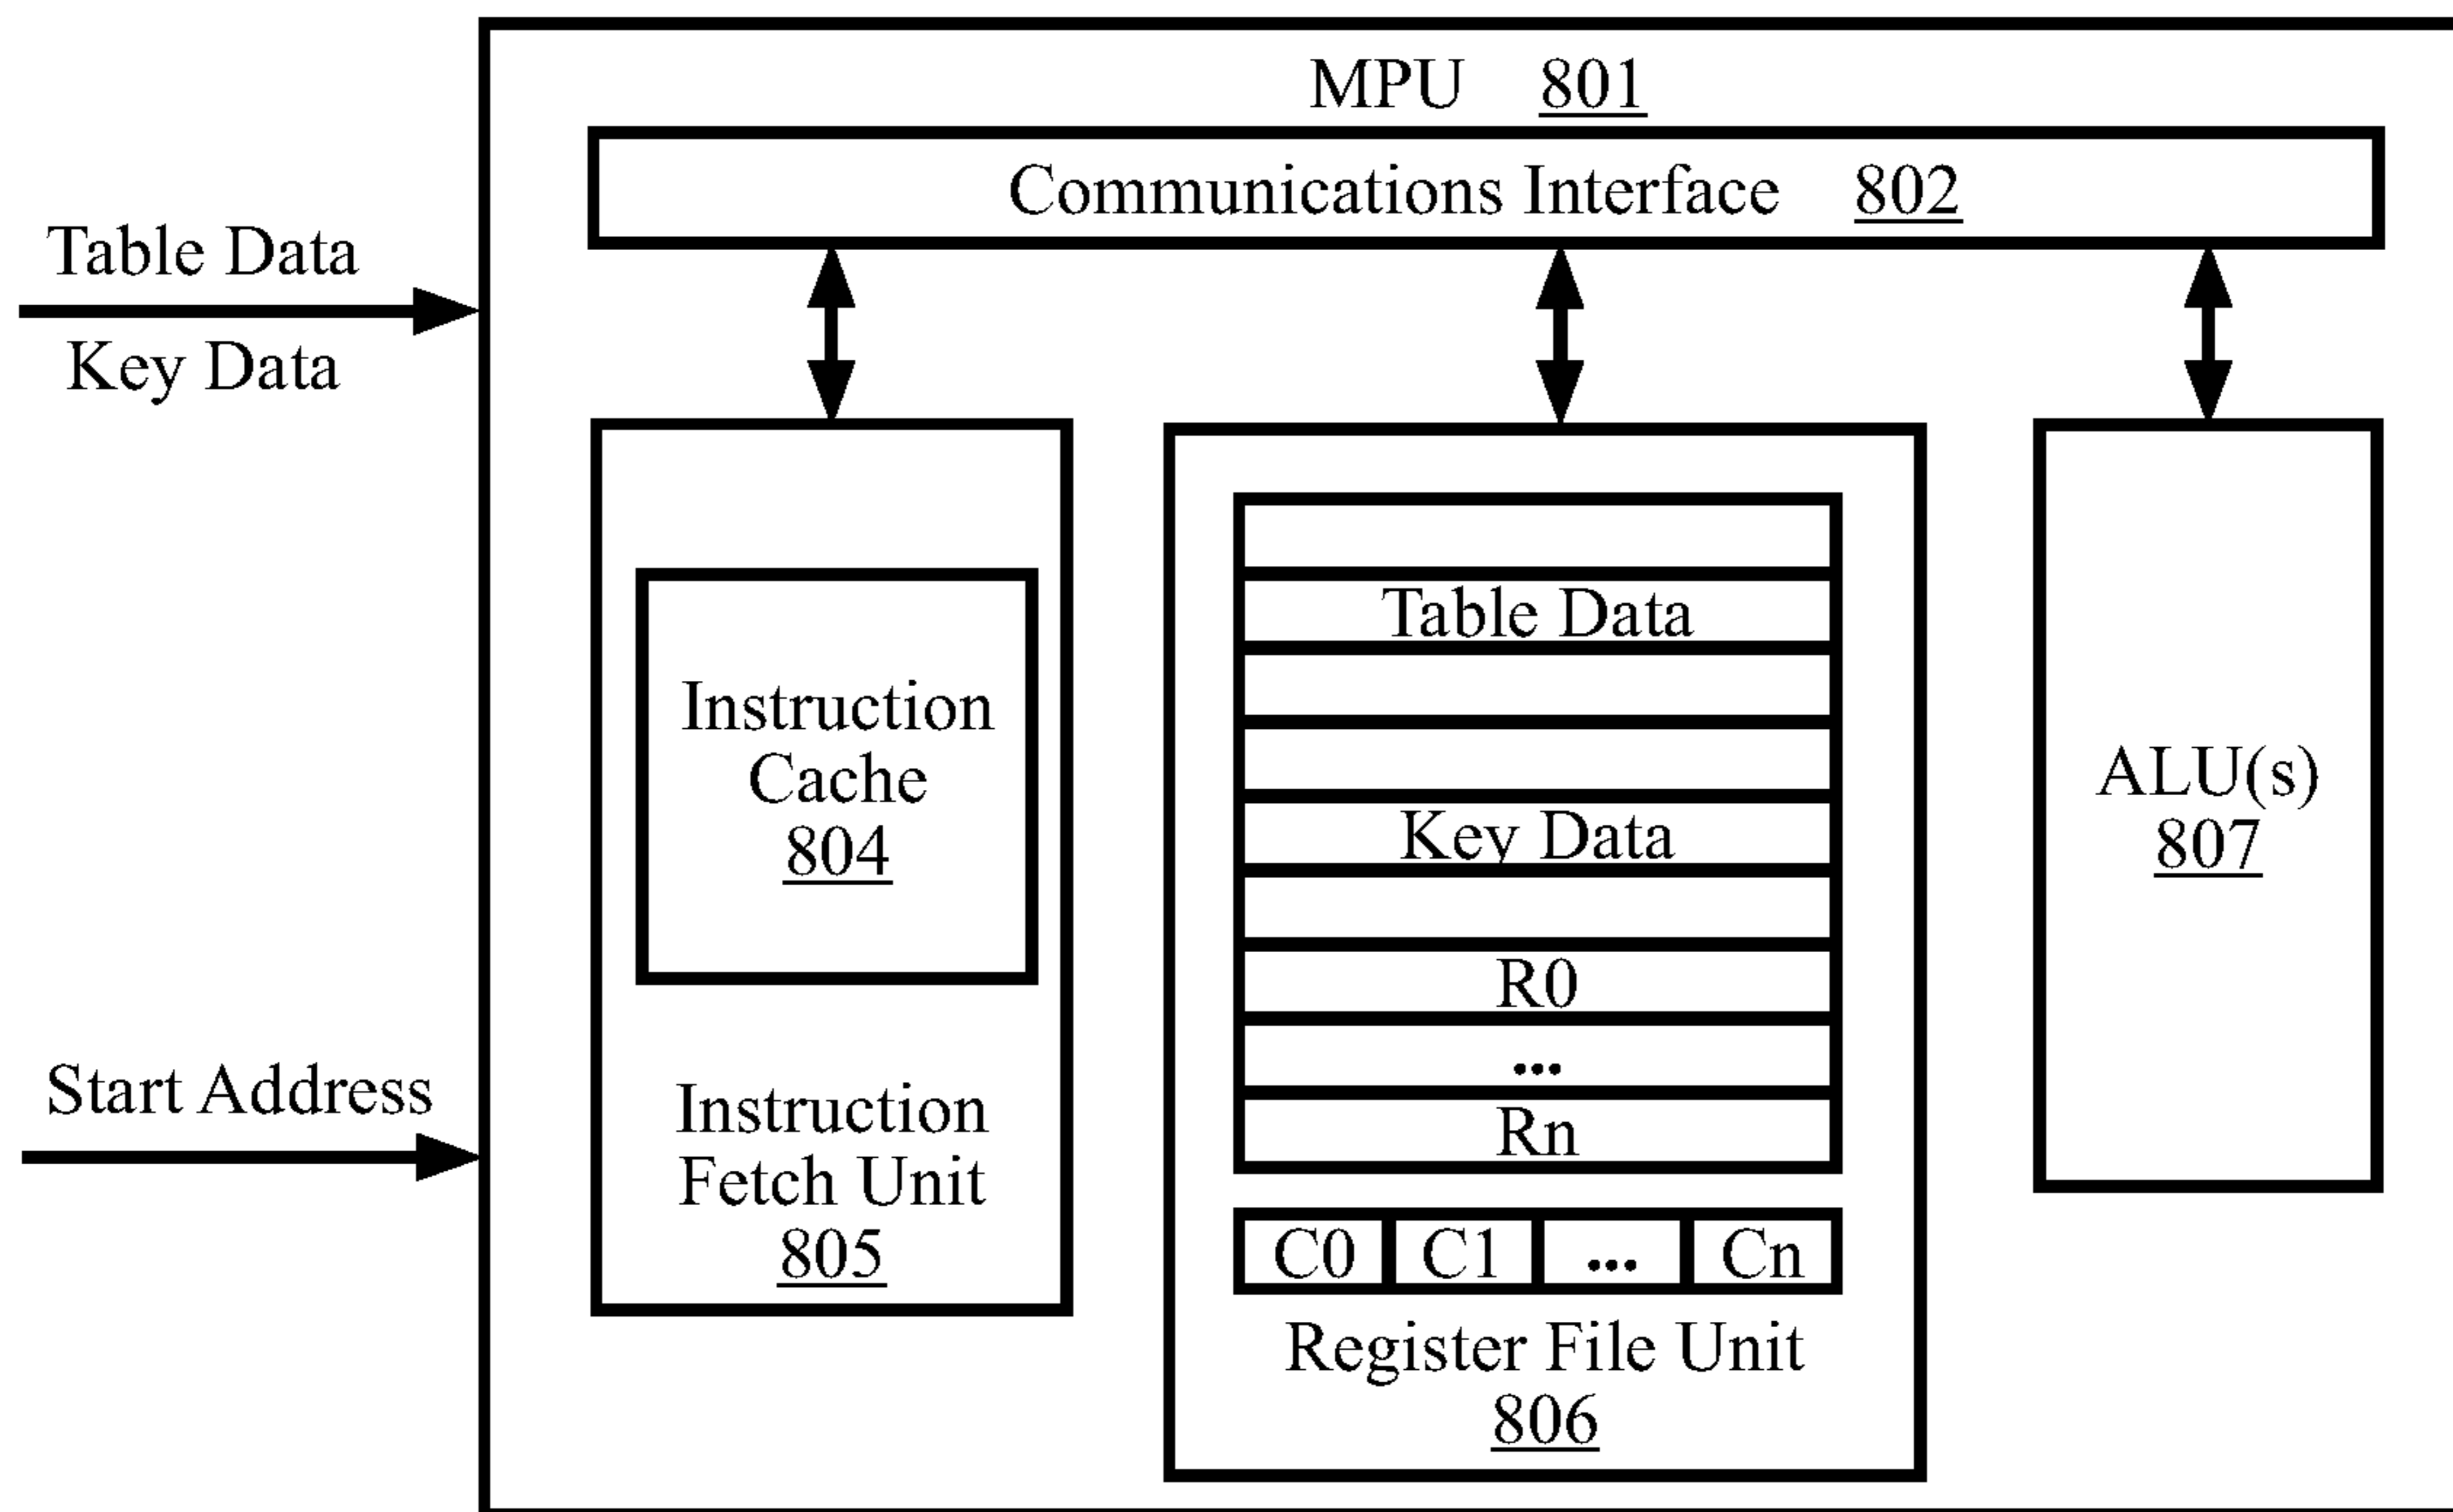 MPU 801
Communications Interface 802
Table Data
Key Data
Start Address
Instruction
Cache
804
Instruction
Fetch Unit
805
Table Data
Key Data
R0
...
Rn
C0 C1 ... Cn
Register File Unit
806
ALU(s)
807